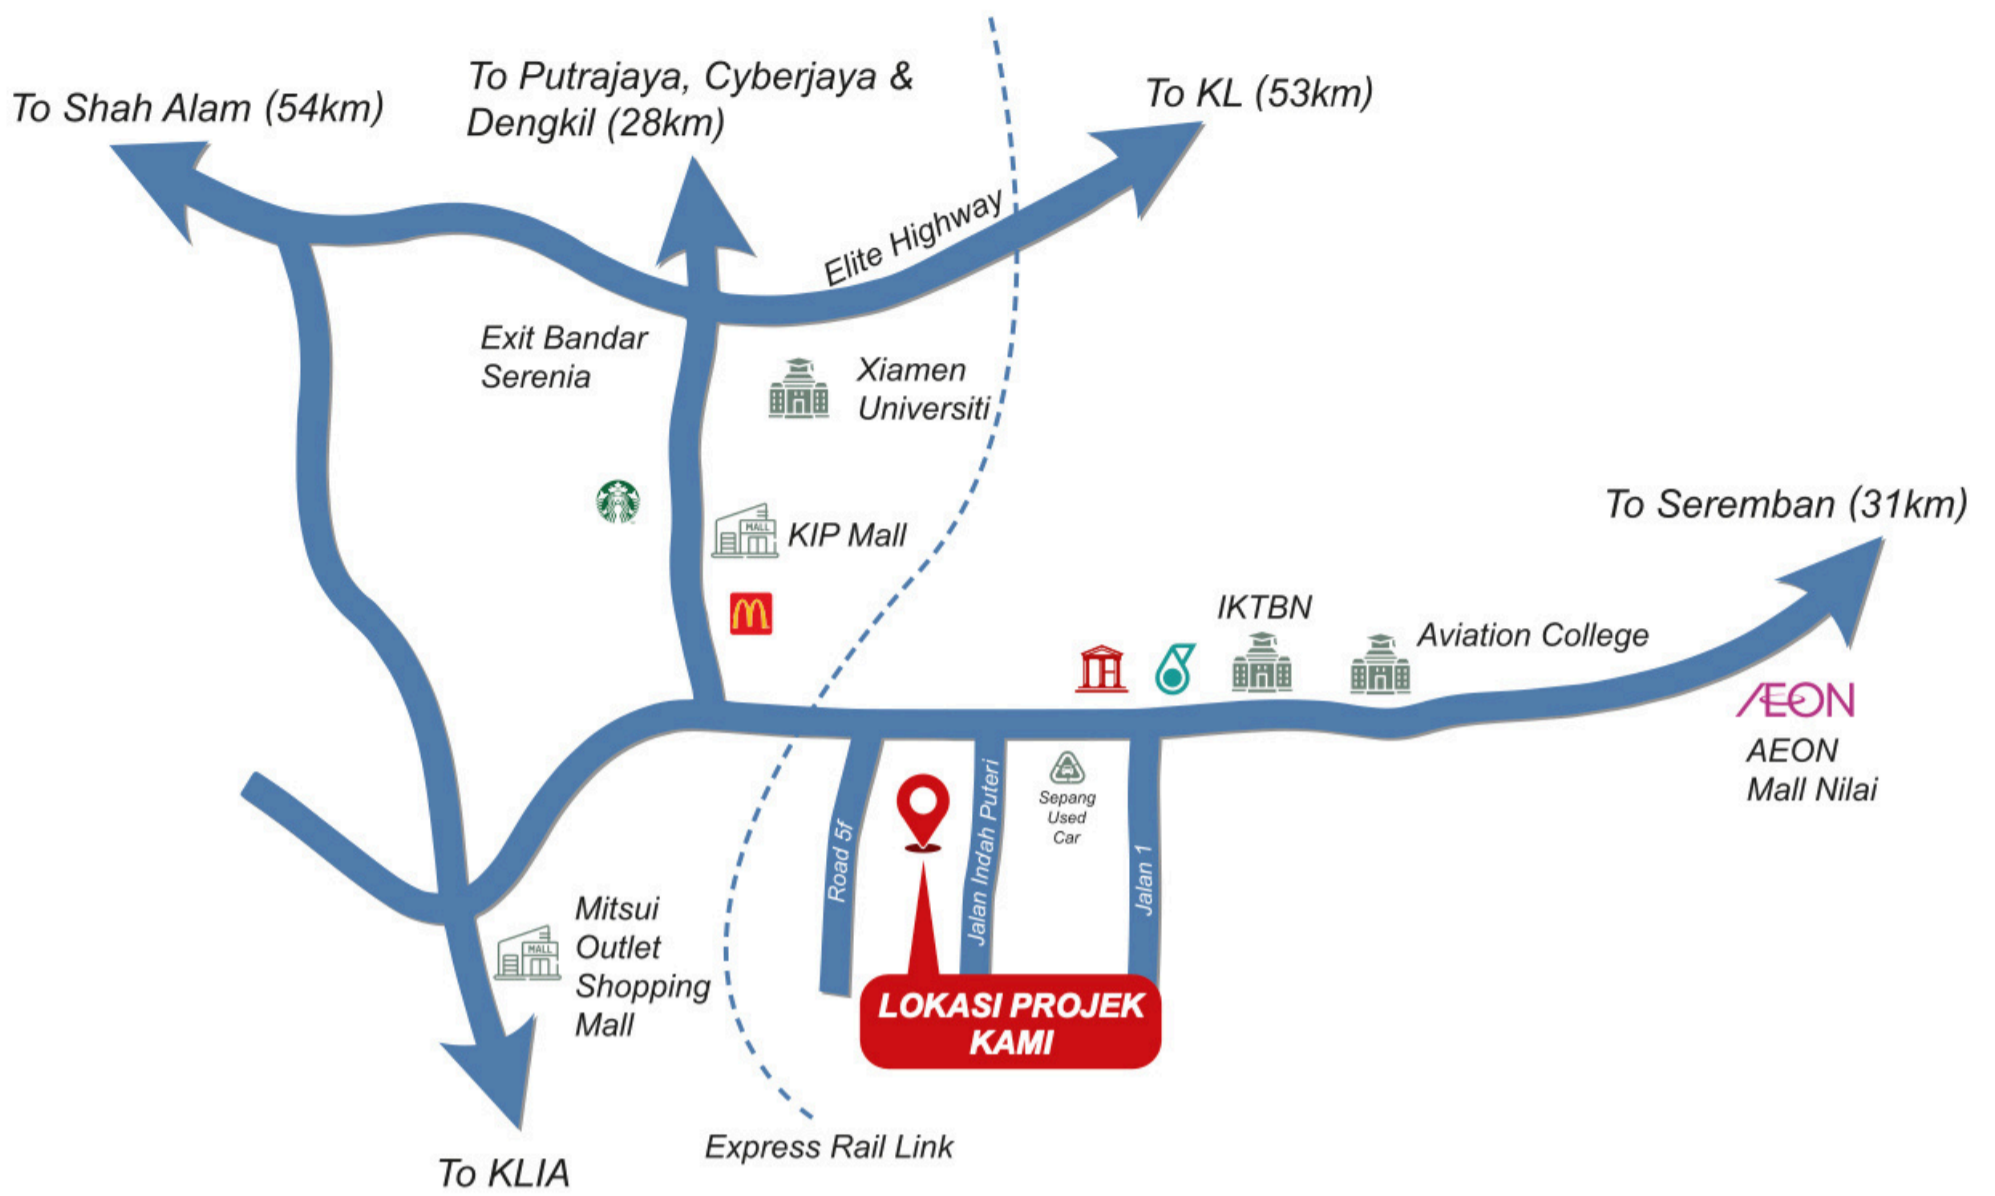 To Shah Alam (54km)
To Putrajaya, Cyberjaya &
Dengkil (28km)
To KL (53km)
Elite Highway
Exit Bandar
Serenia
Xiamen
Universiti
MALL
KIP Mall
To Seremban (31km)
IKTBN
Aviation College
ÆON
AEON
Mall Nilai
Sepang
Used
Car
Road 5f
Jalan Indah Puteri
Jalan 1
MALL
Mitsui
Outlet
Shopping
Mall
LOKASI PROJEK
KAMI
Express Rail Link
To KLIA